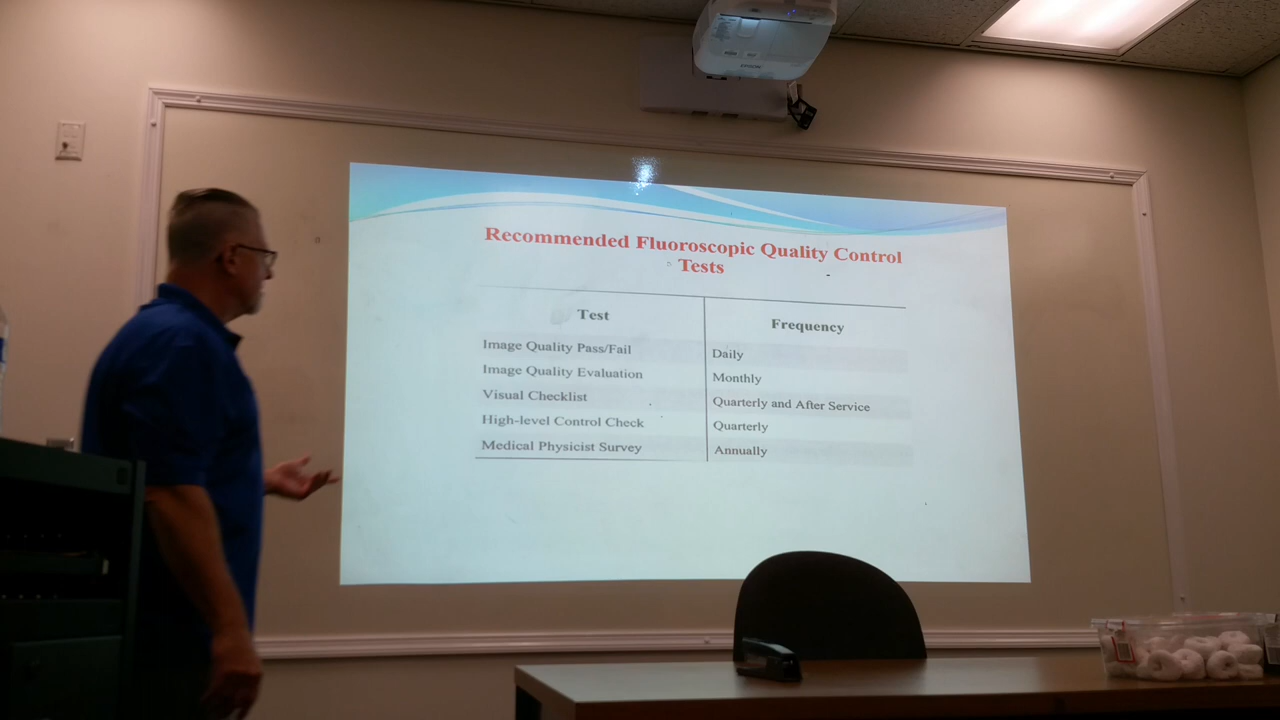 EPSON
Recommended Fluoroscopic Quality Control
Tests
Test Frequency
Image Quality Pass/Fail Daily
Image Quality Evaluation Monthly
Visual Checklist Quarterly and After Service
High-level Control Check Quarterly
Medical Physicist Survey Annually